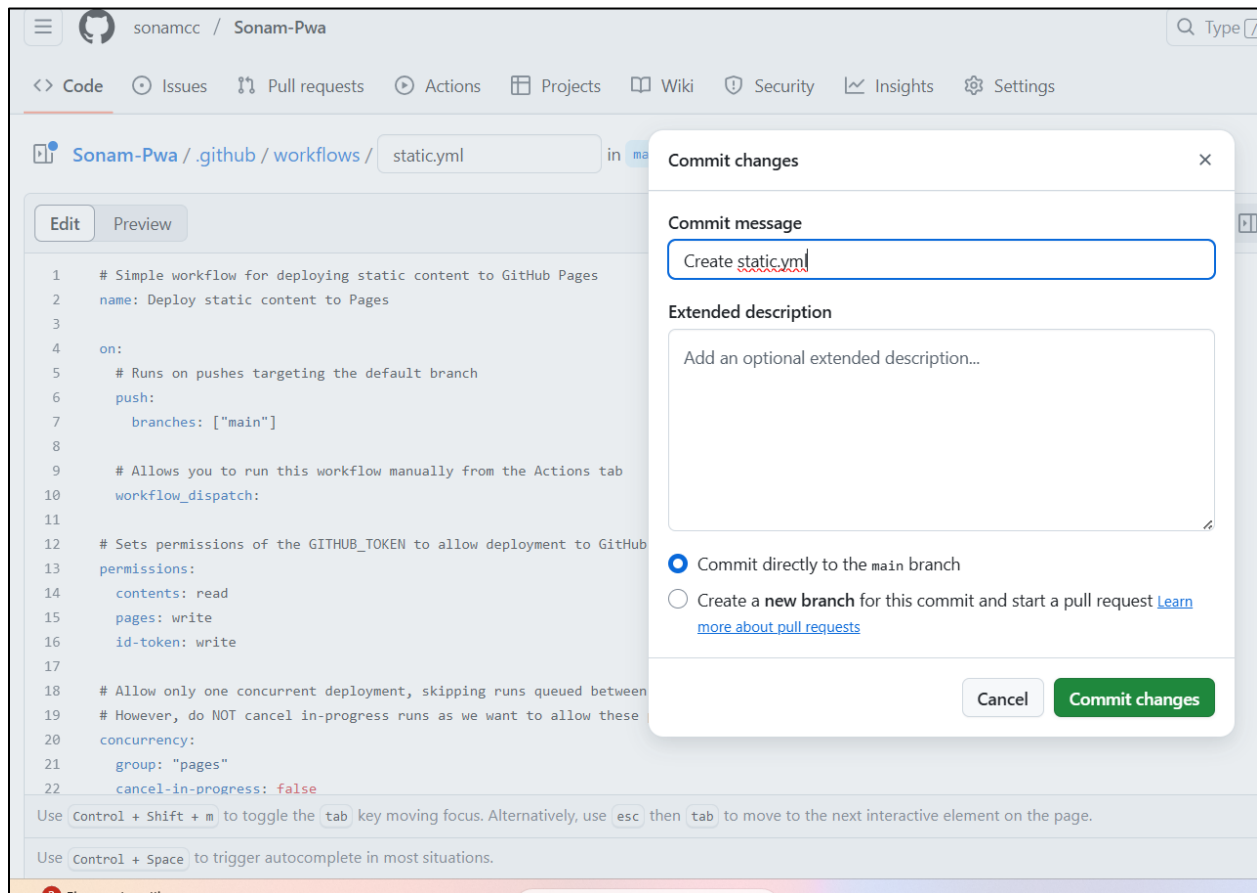 sonamcc / Sonam-Pwa
Type /
Code Issues Pull requests Actions Projects Wiki Security Insights Settings
Sonam-Pwa / .github / workflows / static.yml in
Edit Preview
1 # Simple workflow for deploying static content to GitHub Pages
2 name: Deploy static content to Pages
3
4 on:
5 # Runs on pushes targeting the default branch
6 push:
7 branches: ["main"]
8
9 # Allows you to run this workflow manually from the Actions tab
10 workflow_dispatch:
11
12 # Sets permissions of the GITHUB_TOKEN to allow deployment to GitHub
13 permissions:
14 contents: read
15 pages: write
16 id-token: write
17
18 # Allow only one concurrent deployment, skipping runs queued between
19 # However, do NOT cancel in-progress runs as we want to allow these
20 concurrency:
21 group: "pages"
22 cancel-in-progress: false
Use Control + Shift + m to toggle the tab key moving focus. Alternatively, use esc then tab to move to the next interactive element on the page.
Use Control + Space to trigger autocomplete in most situations.
Commit changes
Commit message
Create static.yml
Extended description
Add an optional extended description...
Commit directly to the main branch
Create a new branch for this commit and start a pull request Learn
more about pull requests
Cancel Commit changes